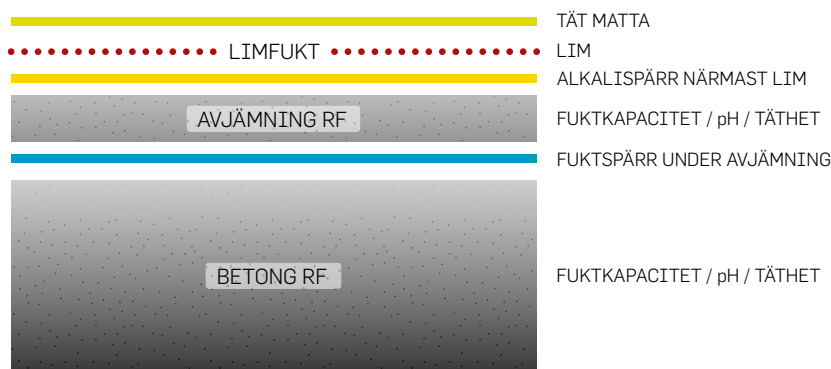 TÄT MATTA
LIMFUKT LIM
ALKALISPÄRR NÄRMAST LIM
AVJÄMNING RF FUKTKAPACITET / pH / TÄTHET
FUKTSPÄRR UNDER AVJÄMNING
BETONG RF FUKTKAPACITET / pH / TÄTHET